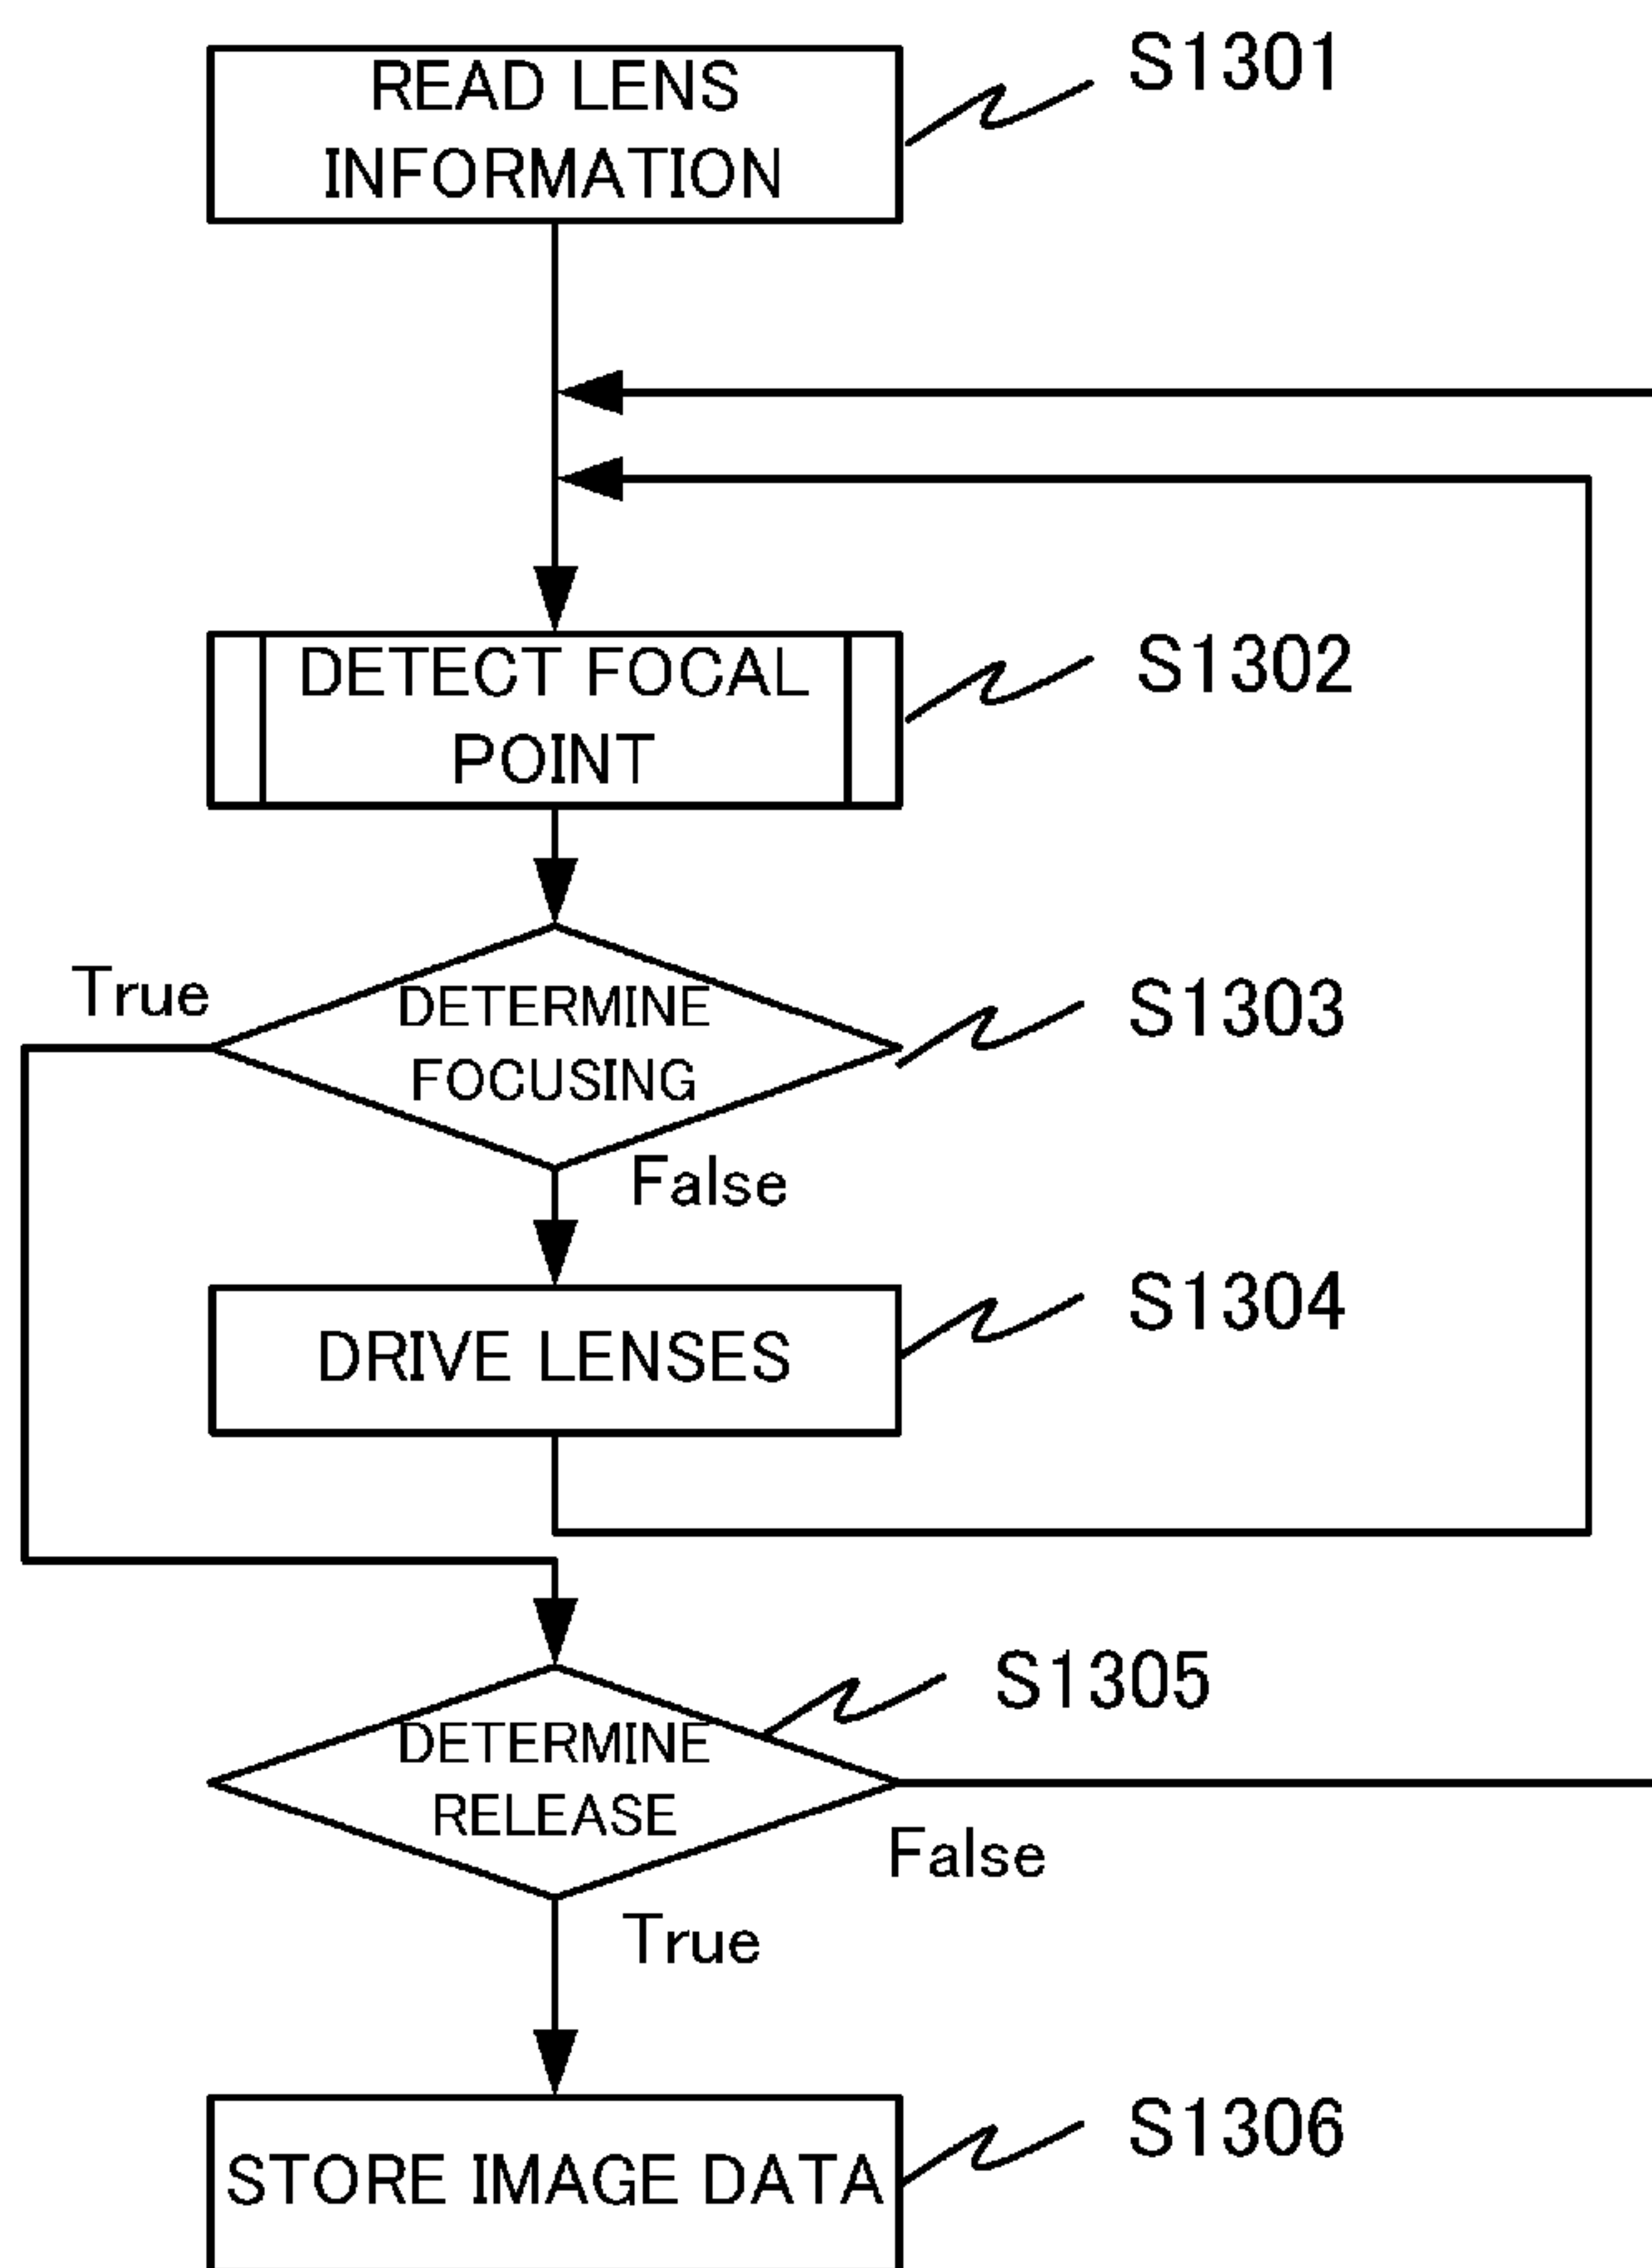 READ LENS
INFORMATION
S1301
DETECT FOCAL
POINT
S1302
True
DETERMINE
FOCUSING
S1303
False
DRIVE LENSES
S1304
S1305
DETERMINE
RELEASE
False
True
STORE IMAGE DATA
S1306